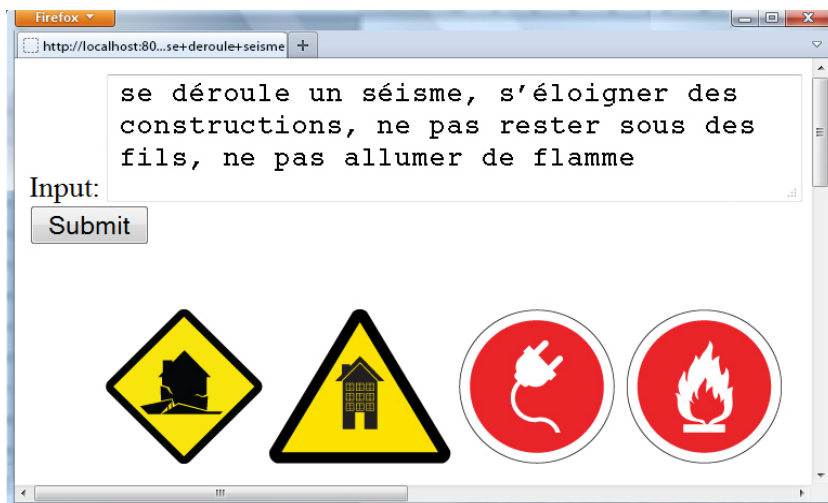 Firefox
http://localhost:80...se+deroule+seisme
se déroule un séisme, s'éloigner des
constructions, ne pas rester sous des
fils, ne pas allumer de flamme
Input:
Submit